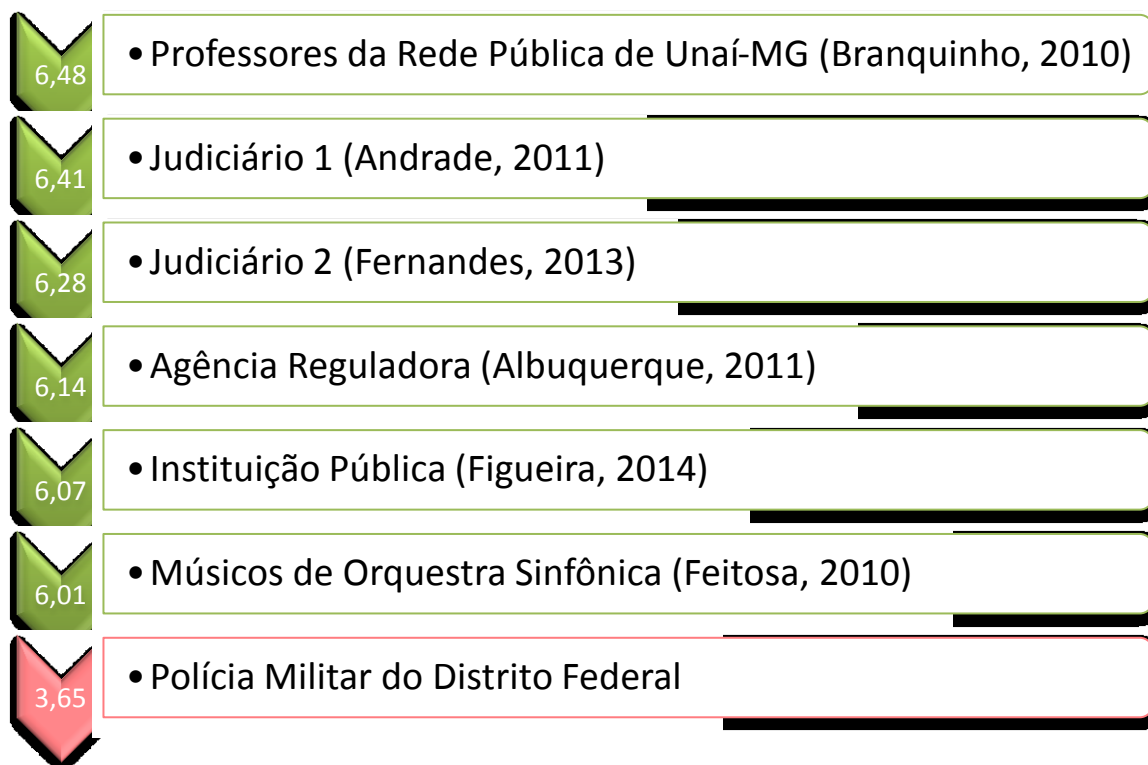 6,48
•Professores da Rede Pública de Unaí-MG (Branquinho, 2010)
6,41
•Judiciário 1 (Andrade, 2011)
6,28
•Judiciário 2 (Fernandes, 2013)
6,14
•Agência Reguladora (Albuquerque, 2011)
6,07
•Instituição Pública (Figueira, 2014)
6,01
•Músicos de Orquestra Sinfônica (Feitosa, 2010)
3,65
•Polícia Militar do Distrito Federal